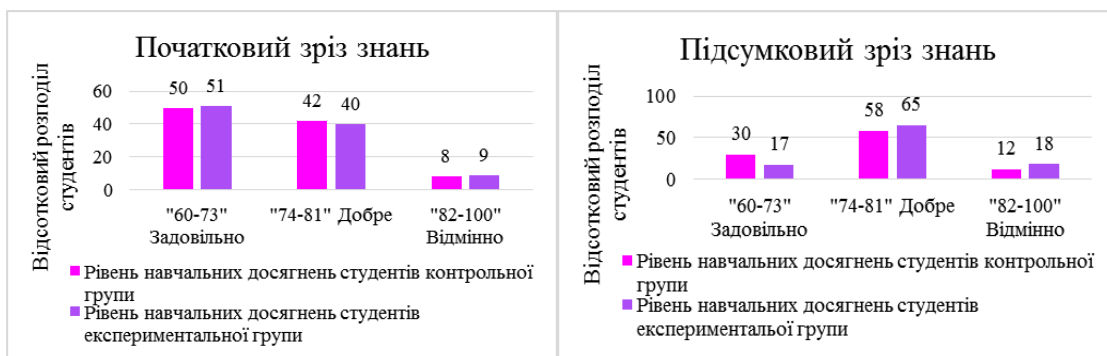 Початковий зріз знань
Відсотковий розподіл
студентів
60
40
20
0
50
51
42
40
8
9
"60-73"
Задовільно
"74-81" Добре
"82-100"
Відмінно
Рівень навчальних досягнень студентів контрольної
групи
Рівень навчальних досягнень студентів
експериментальної групи
Підсумковий зріз знань
Відсотковий розподіл
студентів
100
50
0
30
17
58
65
12
18
"60-73"
Задовільно
"74-81" Добре
"82-100"
Відмінно
Рівень навчальних досягнень студентів контрольної
групи
Рівень навчальних досягнень студентів
експериментальої групи